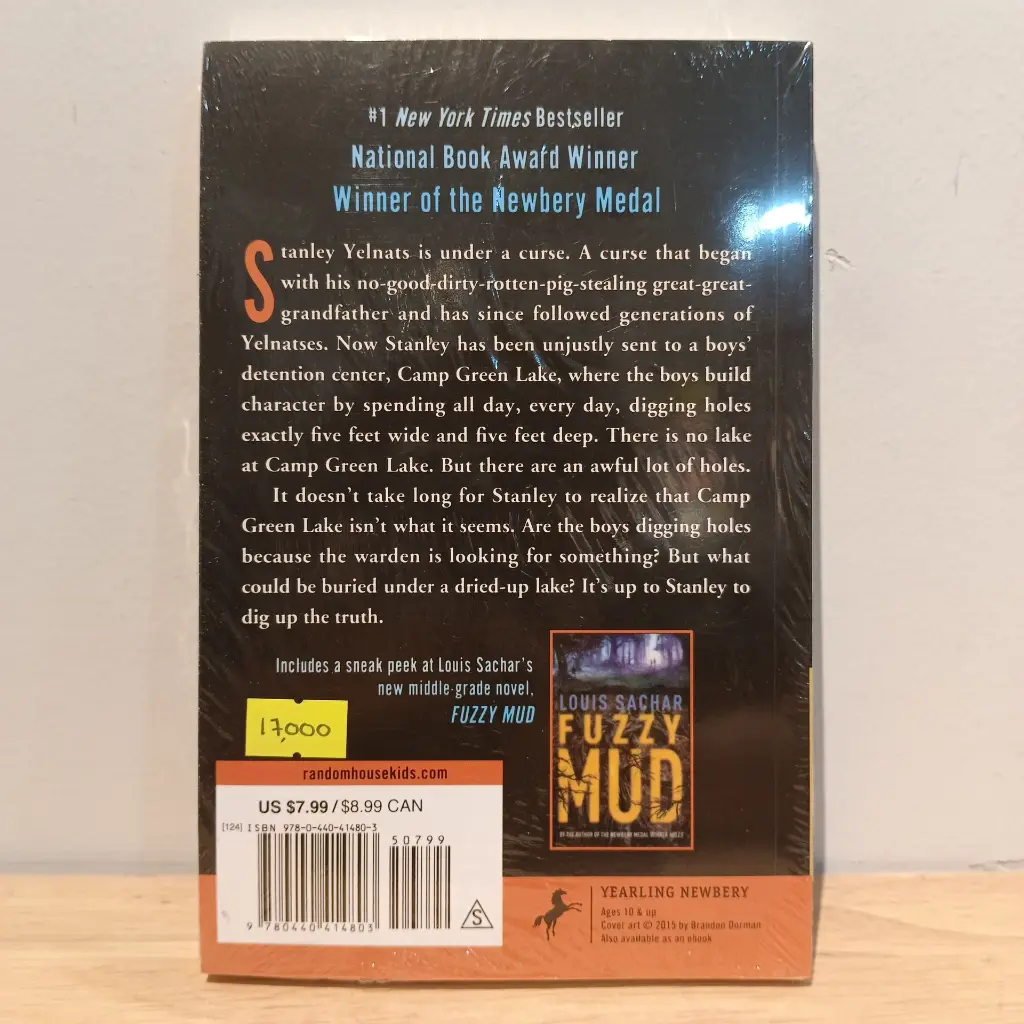 #1 New York Times Bestseller
National Book Award Winner
Winner of the Newbery Medal
Stanley Yelnats is under a curse. A curse that began
with his no-good-dirty-rotten-pig-stealing great-great-
grandfather and has since followed generations of
Yelnatses. Now Stanley has been unjustly sent to a boys'
detention center, Camp Green Lake, where the boys build
character by spending all day, every day, digging holes
exactly five feet wide and five feet deep. There is no lake
at Camp Green Lake. But there are an awful lot of holes.
It doesn't take long for Stanley to realize that Camp
Green Lake isn't what it seems. Are the boys digging holes
because the warden is looking for something? But what
could be buried under a dried-up lake? It's up to Stanley to
dig up the truth.
Includes a sneak peek at Louis Sachar's
new middle-grade novel,
FUZZY MUD
LOUIS SACHAR
FUZZY
MUD
BY THE AUTHOR OF THE NEWBERY MEDAL WINNER HOLES
17,000
randomhousekids.com
US $7.99 / $8.99 CAN
[124] ISBN 978-0-440-41480-3
50799
9 780440 414803
S
YEARLING NEWBERY
Ages 10 & up
Cover art © 2015 by Brandon Dorman
Also available as an ebook